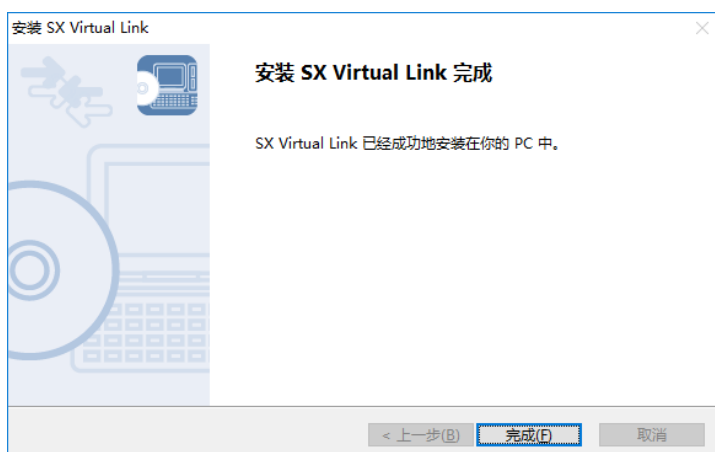 安装 SX Virtual Link
安装 SX Virtual Link 完成
SX Virtual Link 已经成功地安装在你的 PC 中。
< 上一步(B)
完成(F)
取消